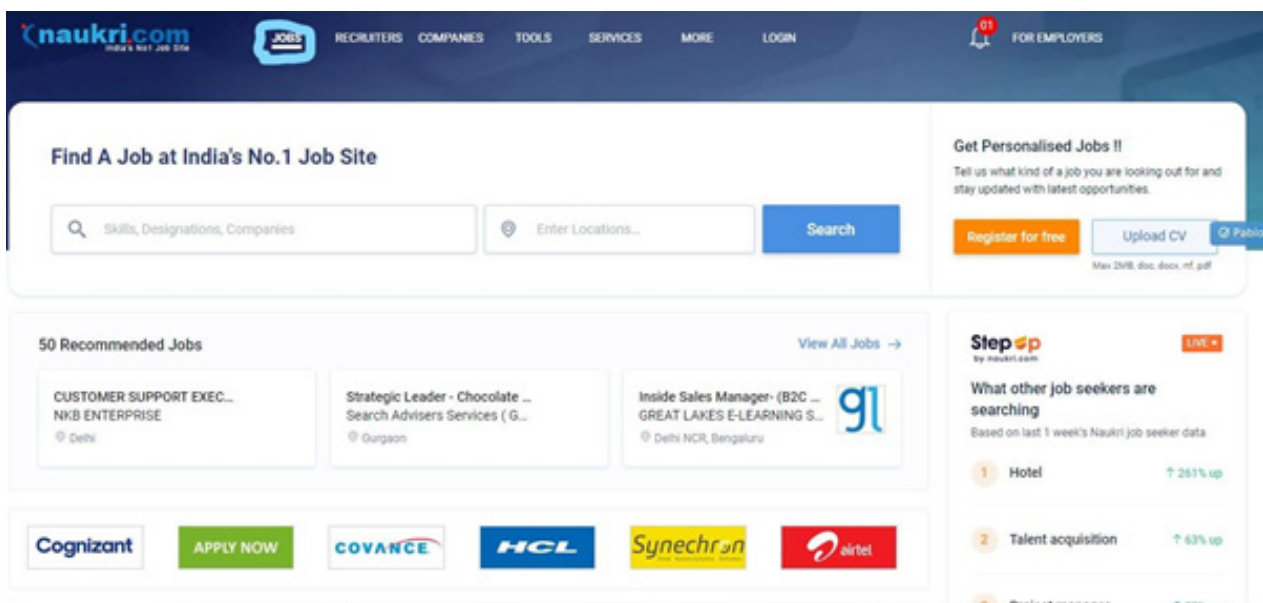 naukri.com
India's No1 Job Site
JOBS RECRUITERS COMPANIES TOOLS SERVICES MORE LOGIN 01 FOR EMPLOYERS
Find A Job at India's No.1 Job Site
Skills, Designations, Companies
Enter Locations...
Search
Get Personalised Jobs !!
Tell us what kind of a job you are looking out for and
stay updated with latest opportunities.
Register for free
Upload CV
Pablo
Max 2MB, doc, docx, rtf, pdf
50 Recommended Jobs
View All Jobs →
CUSTOMER SUPPORT EXEC...
NKB ENTERPRISE
Delhi
Strategic Leader - Chocolate ...
Search Advisers Services ( G...
Gurgaon
Inside Sales Manager- (B2C ...
GREAT LAKES E-LEARNING S...
Delhi NCR, Bengaluru
gl
Cognizant
APPLY NOW
COVANCE
HCL
Synechron
airtel
Step up
by naukri.com
LIVE
What other job seekers are
searching
Based on last 1 week's Naukri job seeker data
1 Hotel ↑ 261% up
2 Talent acquisition ↑ 63% up